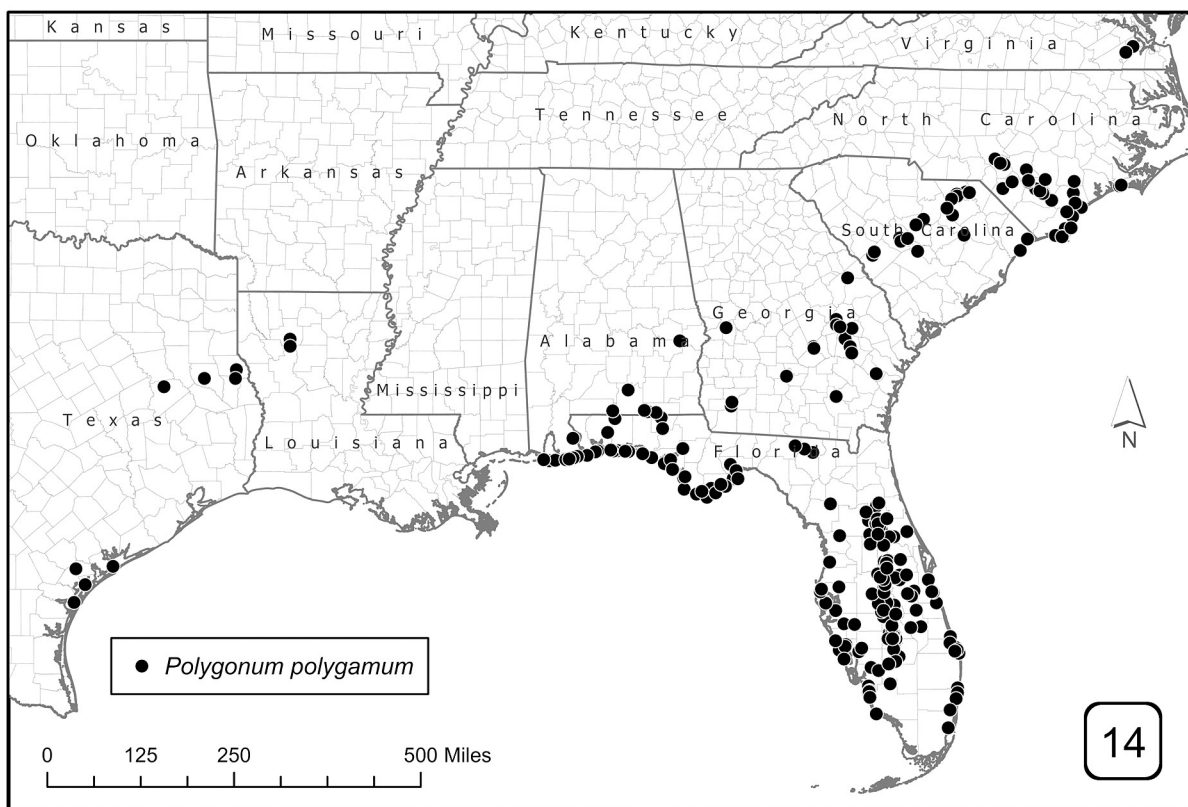 Kansas
Missouri
Kentucky
Virginia
Oklahoma
Arkansas
Tennessee
North Carolina
South Carolina
Georgia
Alabama
Mississippi
Texas
Louisiana
Florida
N
Polygonum polygamum
0 125 250 500 Miles
14